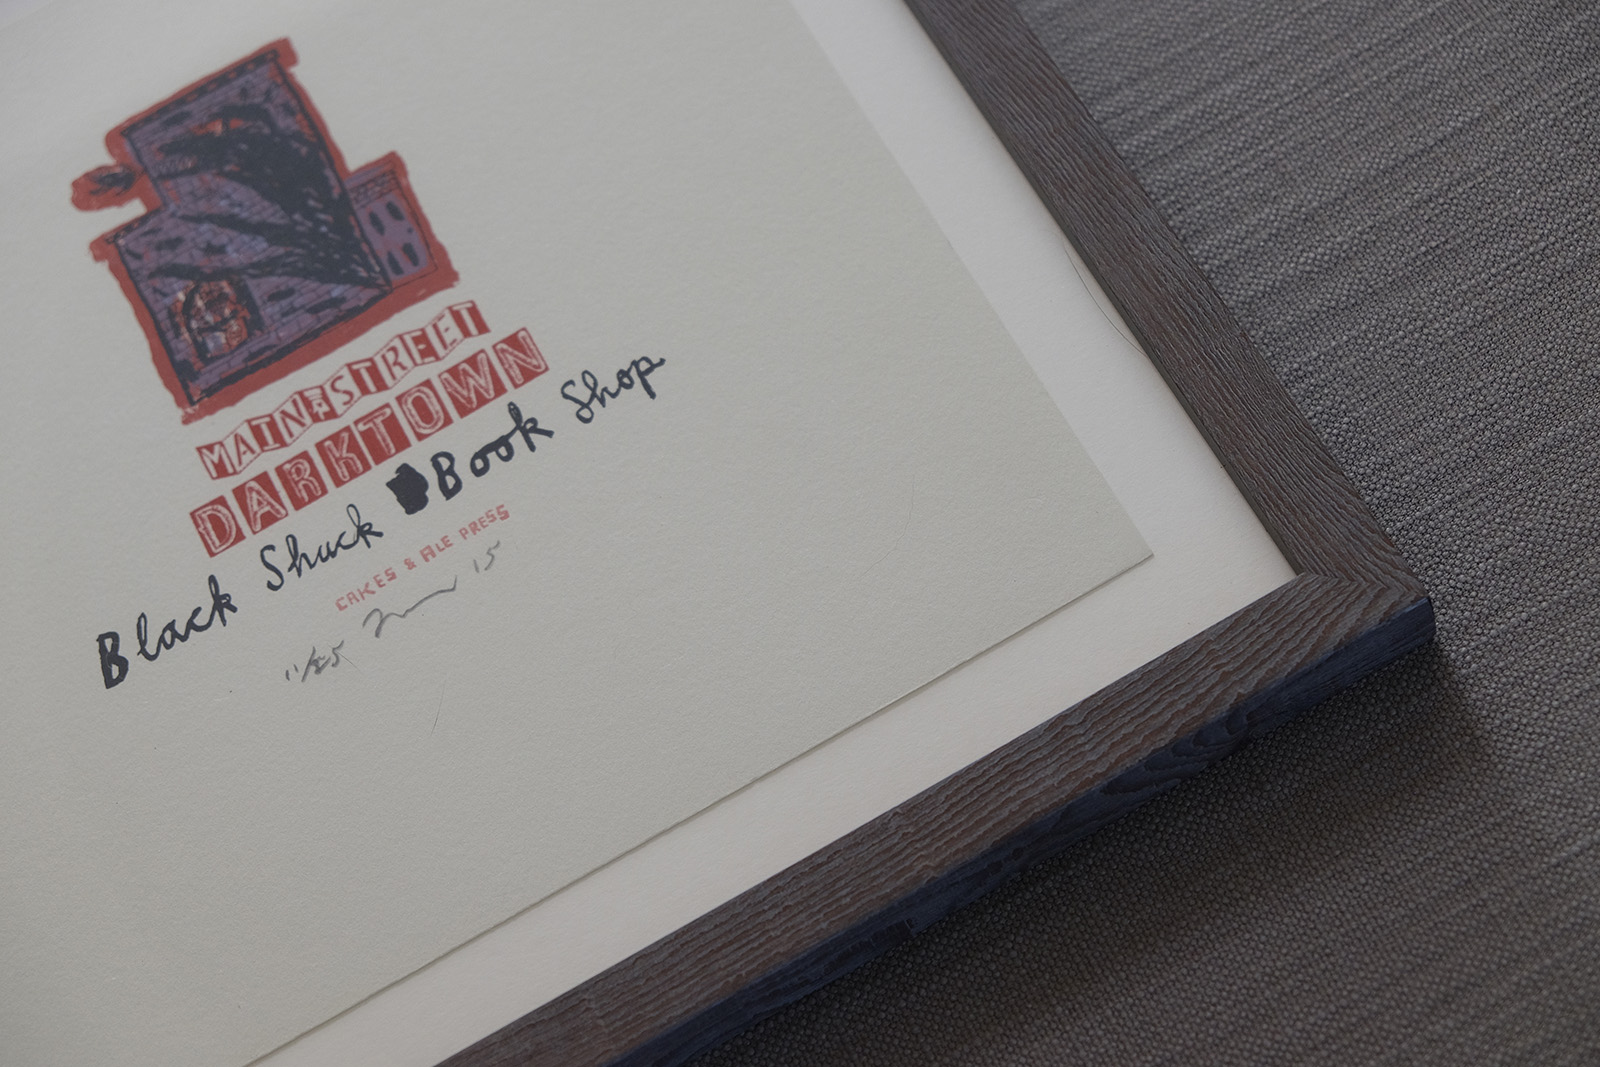 MAIN STREET
DARKTOWN
Black Shuck Book Shop
CAKES & ALE PRESS
15